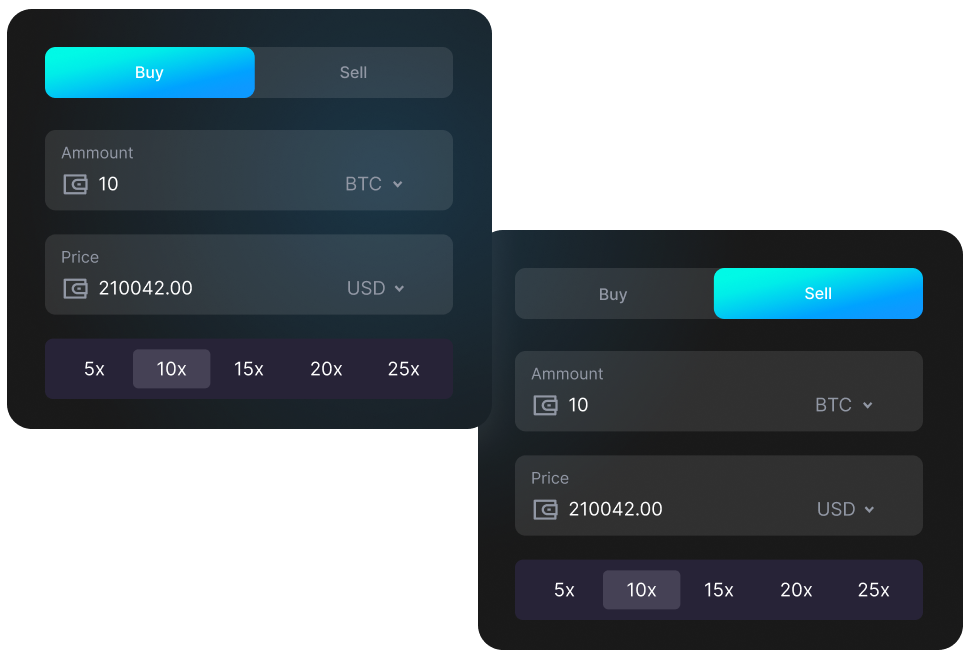 Buy Sell
Ammount
10 BTC
Price
210042.00 USD
5x 10x 15x 20x 25x
Buy Sell
Ammount
10 BTC
Price
210042.00 USD
5x 10x 15x 20x 25x